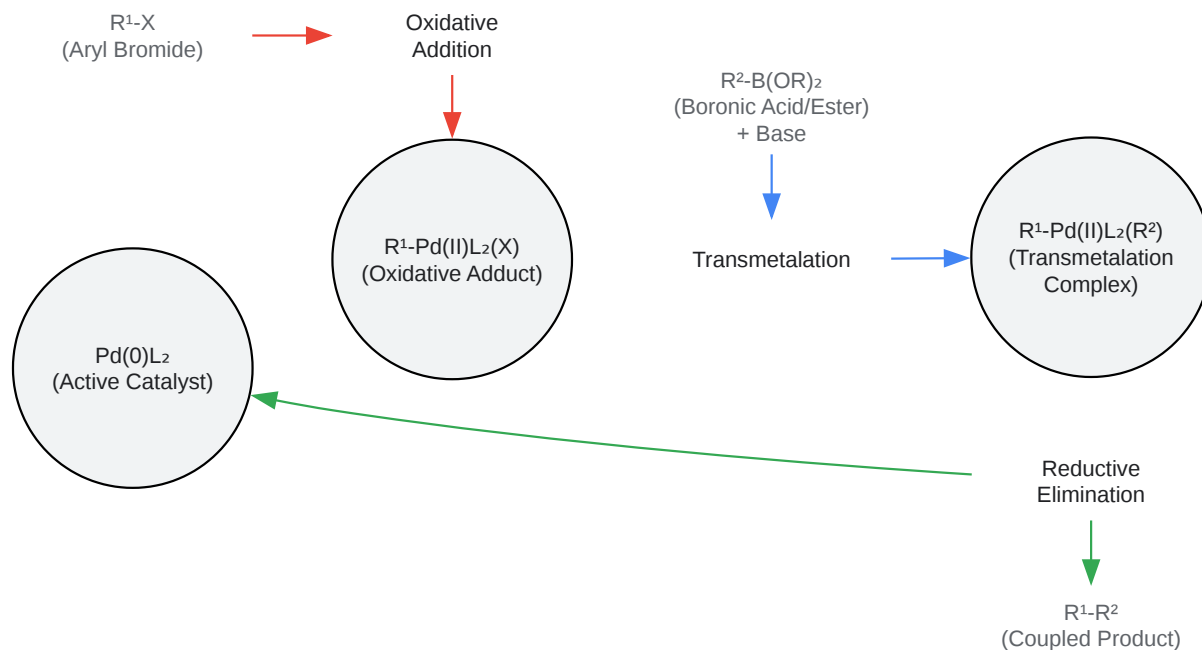 R¹-X
(Aryl Bromide)
Oxidative
Addition
R²-B(OR)₂
(Boronic Acid/Ester)
+ Base
R¹-Pd(II)L₂(X)
(Oxidative Adduct)
Transmetalation
R¹-Pd(II)L₂(R²)
(Transmetalation
Complex)
Pd(0)L₂
(Active Catalyst)
Reductive
Elimination
R¹-R²
(Coupled Product)